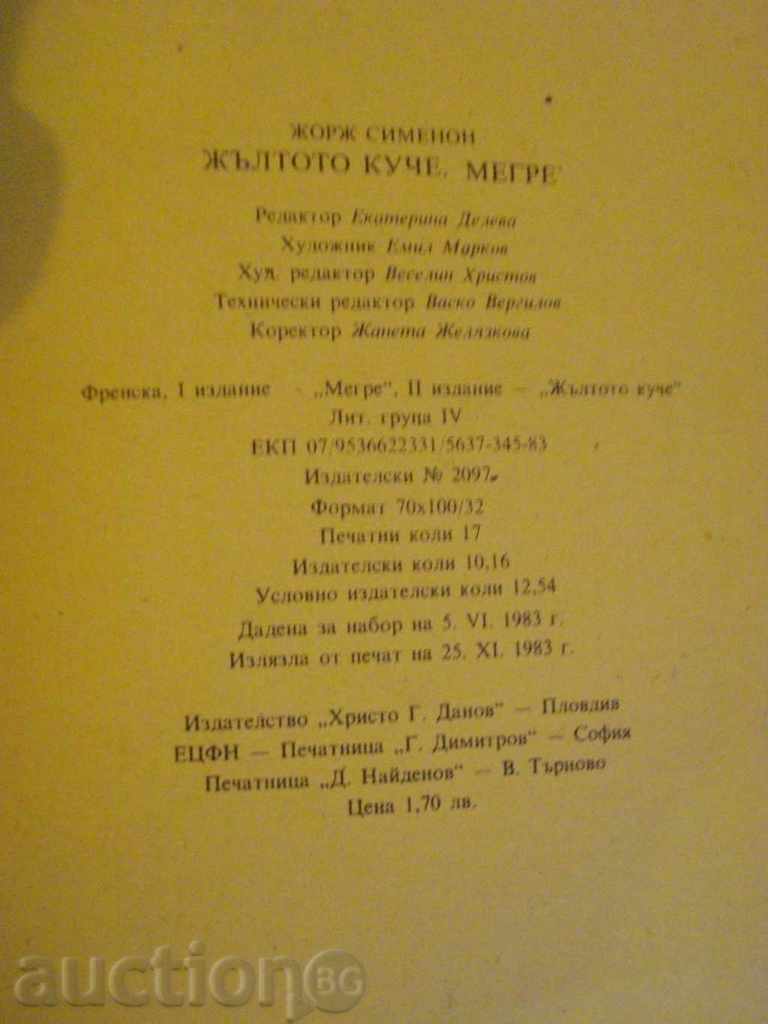 ЖОРЖ СИМЕНОН
ЖЪЛТОТО КУЧЕ. МЕГРЕ
Редактор Екатерина Делева
Художник Емил Марков
Худ. редактор Веселин Христов
Технически редактор Васко Вергилов
Коректор Жанета Желязкова
Френска, I издание - „Мегре“, II издание — „Жълтото куче“
Лит. група IV
ЕКП 07/9536622331/5637-345-83
Издателски № 2097
Формат 70x100/32
Печатни коли 17
Издателски коли 10,16
Условно издателски коли 12,54
Дадена за набор на 5. VI. 1983 г.
Излязла от печат на 25. XI. 1983 г.
Издателство „Христо Г. Данов“ — Пловдив
ЕЦФН — Печатница „Г. Димитров“ — София
Печатница „Д. Найденов“ — В. Търново
Цена 1,70 лв.
auction BG